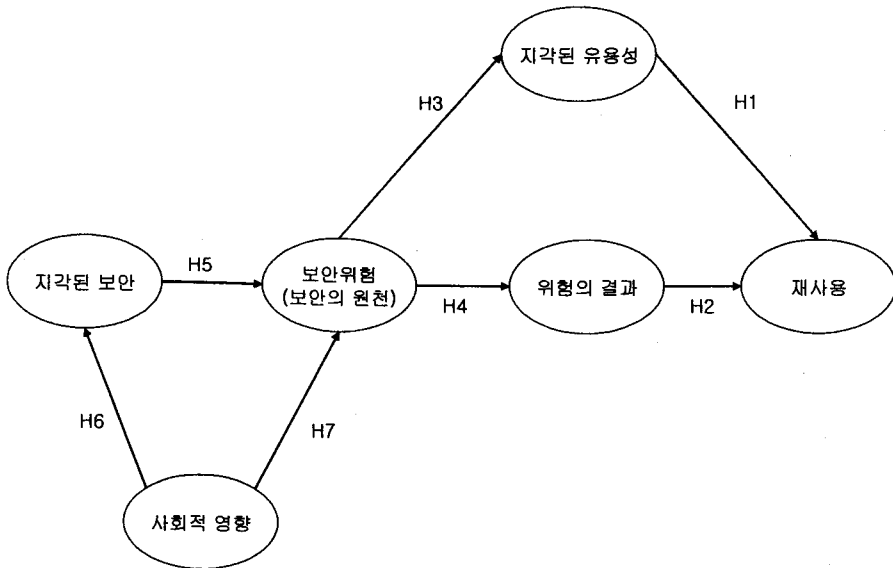 지각된 유용성
H3
H1
지각된 보안
H5
보안위험
(보안의 원천)
H4
위험의 결과
H2
재사용
H6
H7
사회적 영향